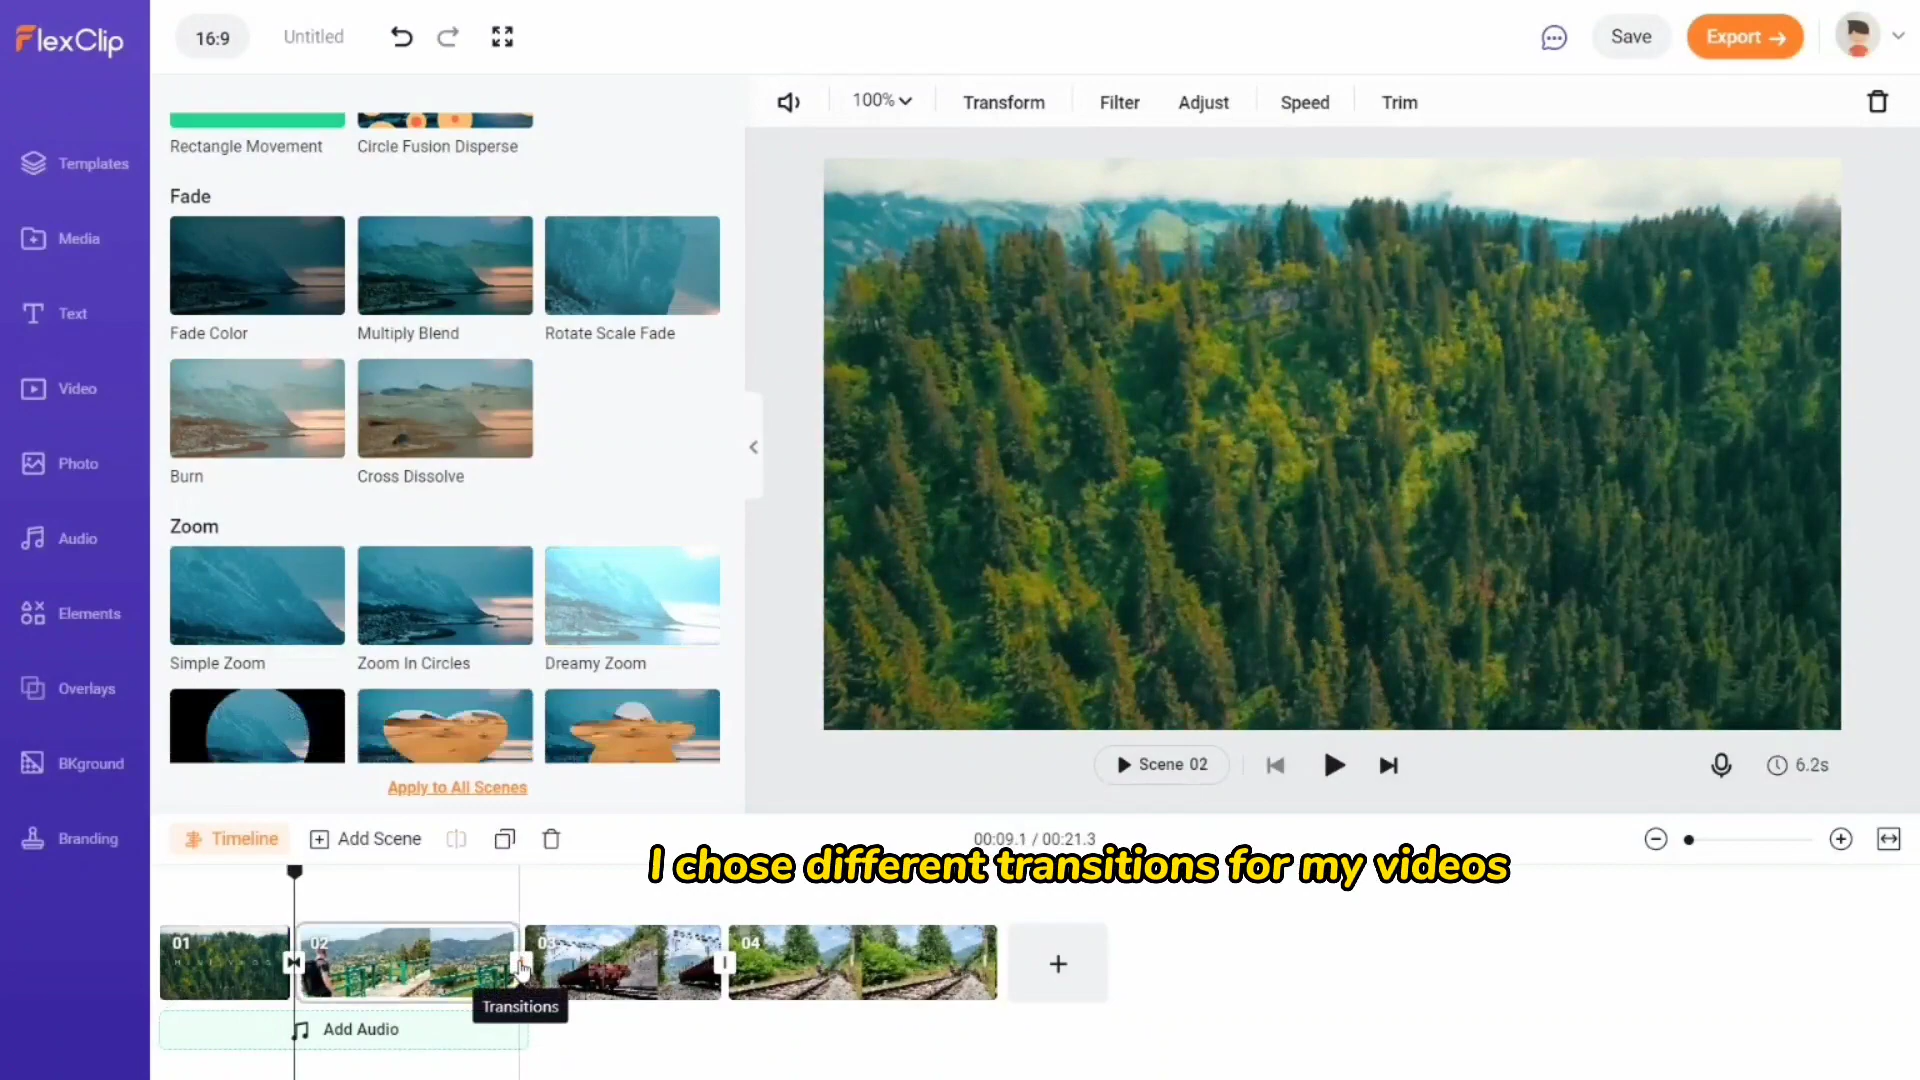 FlexClip
16:9
Untitled
Save
Export
Templates
Media
Text
Video
Photo
Audio
Elements
Overlays
BKground
Branding
Rectangle Movement
Circle Fusion Disperse
Fade
Fade Color
Multiply Blend
Rotate Scale Fade
Burn
Cross Dissolve
Zoom
Simple Zoom
Zoom In Circles
Dreamy Zoom
Apply to All Scenes
100%
Transform
Filter
Adjust
Speed
Trim
Scene 02
6.2s
Timeline
Add Scene
00:09.1 / 00:21.3
I chose different transitions for my videos
01
02
03
04
Transitions
Add Audio